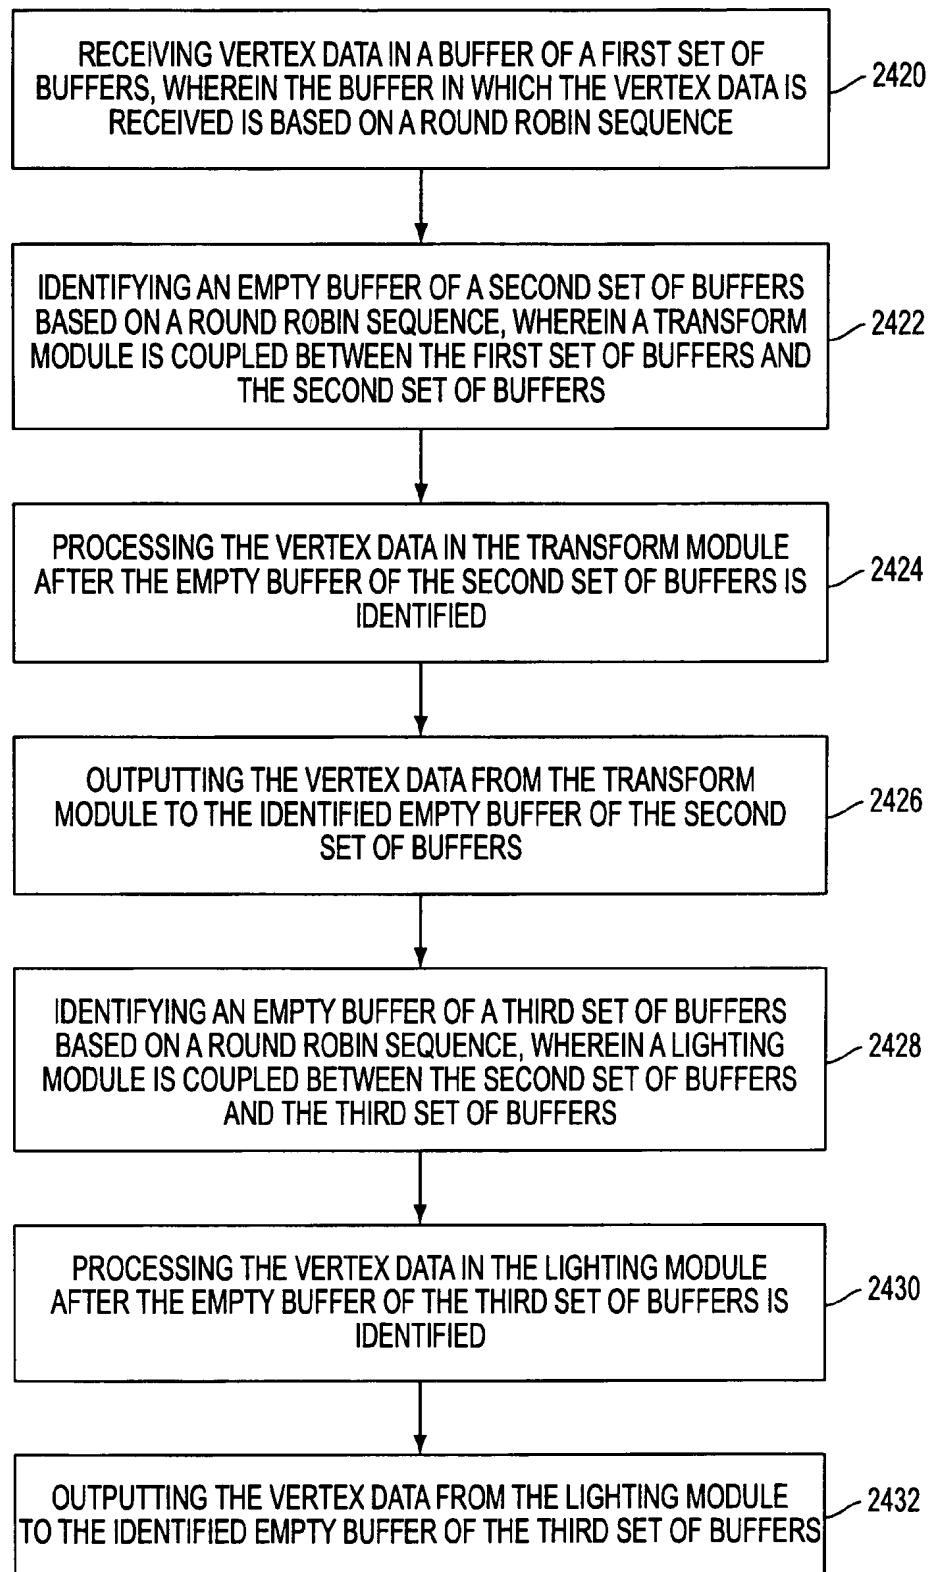 RECEIVING VERTEX DATA IN A BUFFER OF A FIRST SET OF
BUFFERS, WHEREIN THE BUFFER IN WHICH THE VERTEX DATA IS
RECEIVED IS BASED ON A ROUND ROBIN SEQUENCE
2420
IDENTIFYING AN EMPTY BUFFER OF A SECOND SET OF BUFFERS
BASED ON A ROUND ROBIN SEQUENCE, WHEREIN A TRANSFORM
MODULE IS COUPLED BETWEEN THE FIRST SET OF BUFFERS AND
THE SECOND SET OF BUFFERS
2422
PROCESSING THE VERTEX DATA IN THE TRANSFORM MODULE
AFTER THE EMPTY BUFFER OF THE SECOND SET OF BUFFERS IS
IDENTIFIED
2424
OUTPUTTING THE VERTEX DATA FROM THE TRANSFORM
MODULE TO THE IDENTIFIED EMPTY BUFFER OF THE SECOND
SET OF BUFFERS
2426
IDENTIFYING AN EMPTY BUFFER OF A THIRD SET OF BUFFERS
BASED ON A ROUND ROBIN SEQUENCE, WHEREIN A LIGHTING
MODULE IS COUPLED BETWEEN THE SECOND SET OF BUFFERS
AND THE THIRD SET OF BUFFERS
2428
PROCESSING THE VERTEX DATA IN THE LIGHTING MODULE
AFTER THE EMPTY BUFFER OF THE THIRD SET OF BUFFERS IS
IDENTIFIED
2430
OUTPUTTING THE VERTEX DATA FROM THE LIGHTING MODULE
TO THE IDENTIFIED EMPTY BUFFER OF THE THIRD SET OF BUFFERS
2432